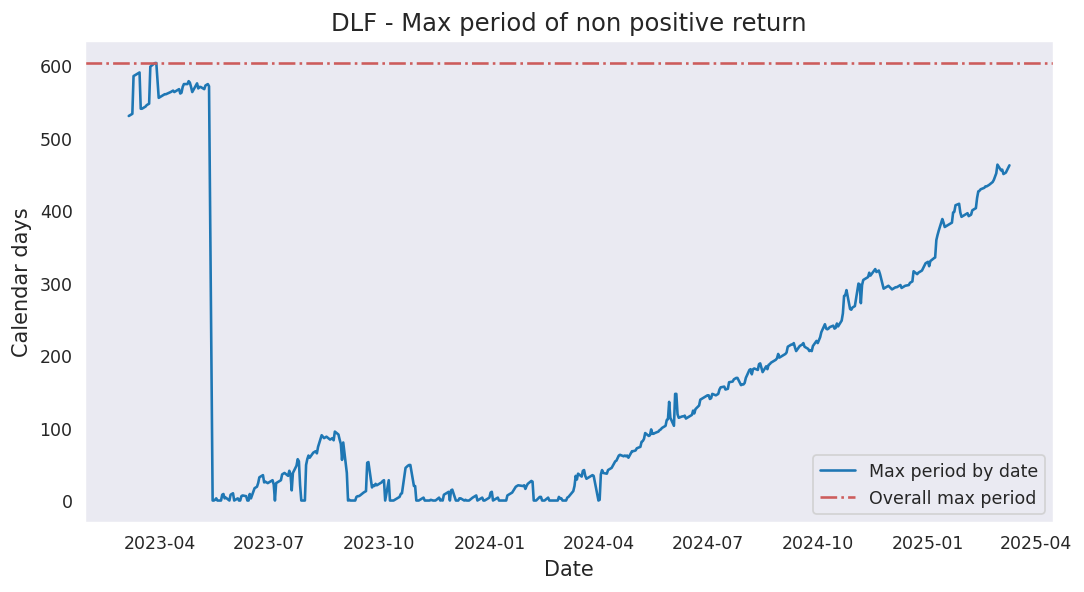 DLF - Max period of non positive return
Calendar days
600
500
400
300
200
100
0
2023-04 2023-07 2023-10 2024-01 2024-04 2024-07 2024-10 2025-01 2025-04
Date
Max period by date
Overall max period